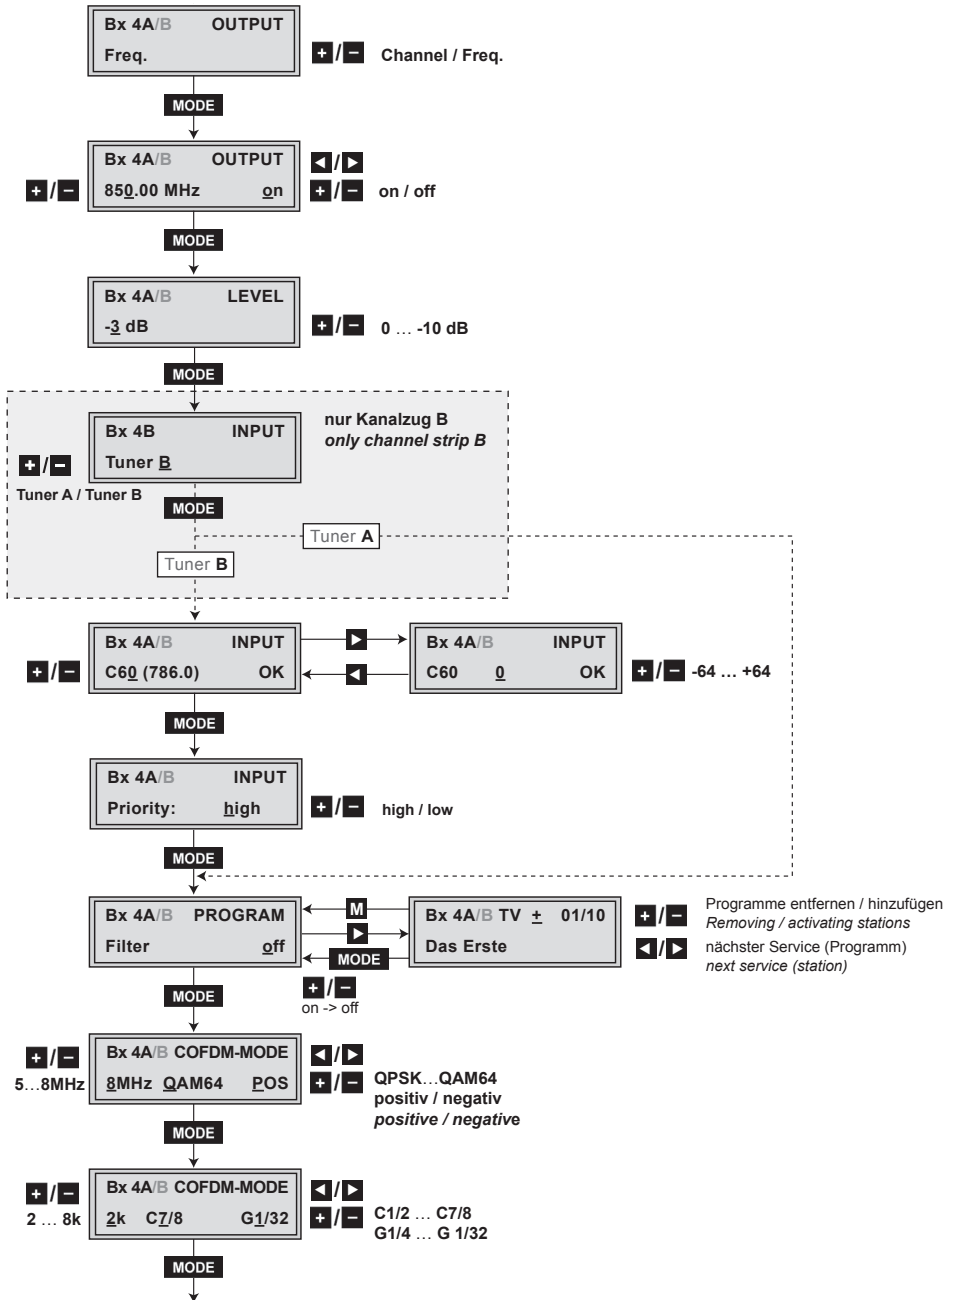 Bx 4A/B OUTPUT
Freq.
+/− Channel / Freq.
MODE
Bx 4A/B OUTPUT
850.00 MHz on
+/−
◄/►
+/− on / off
MODE
Bx 4A/B LEVEL
-3 dB
+/− 0 … -10 dB
MODE
Bx 4B INPUT
Tuner B
nur Kanalzug B
only channel strip B
+/−
Tuner A / Tuner B
MODE
Tuner A
Tuner B
Bx 4A/B INPUT
C60 (786.0) OK
+/−
►
◄
Bx 4A/B INPUT
C60 0 OK
+/− -64 … +64
MODE
Bx 4A/B INPUT
Priority: high
+/− high / low
MODE
Bx 4A/B PROGRAM
Filter off
M
►
MODE
+/−
on -> off
Bx 4A/B TV + 01/10
Das Erste
+/− Programme entfernen / hinzufügen
Removing / activating stations
◄/► nächster Service (Programm)
next service (station)
MODE
+/−
5…8MHz
Bx 4A/B COFDM-MODE
8MHz QAM64 POS
◄/►
+/− QPSK…QAM64
positiv / negativ
positive / negative
MODE
+/−
2 … 8k
Bx 4A/B COFDM-MODE
2k C7/8 G1/32
◄/►
+/− C1/2 … C7/8
G1/4 … G 1/32
MODE